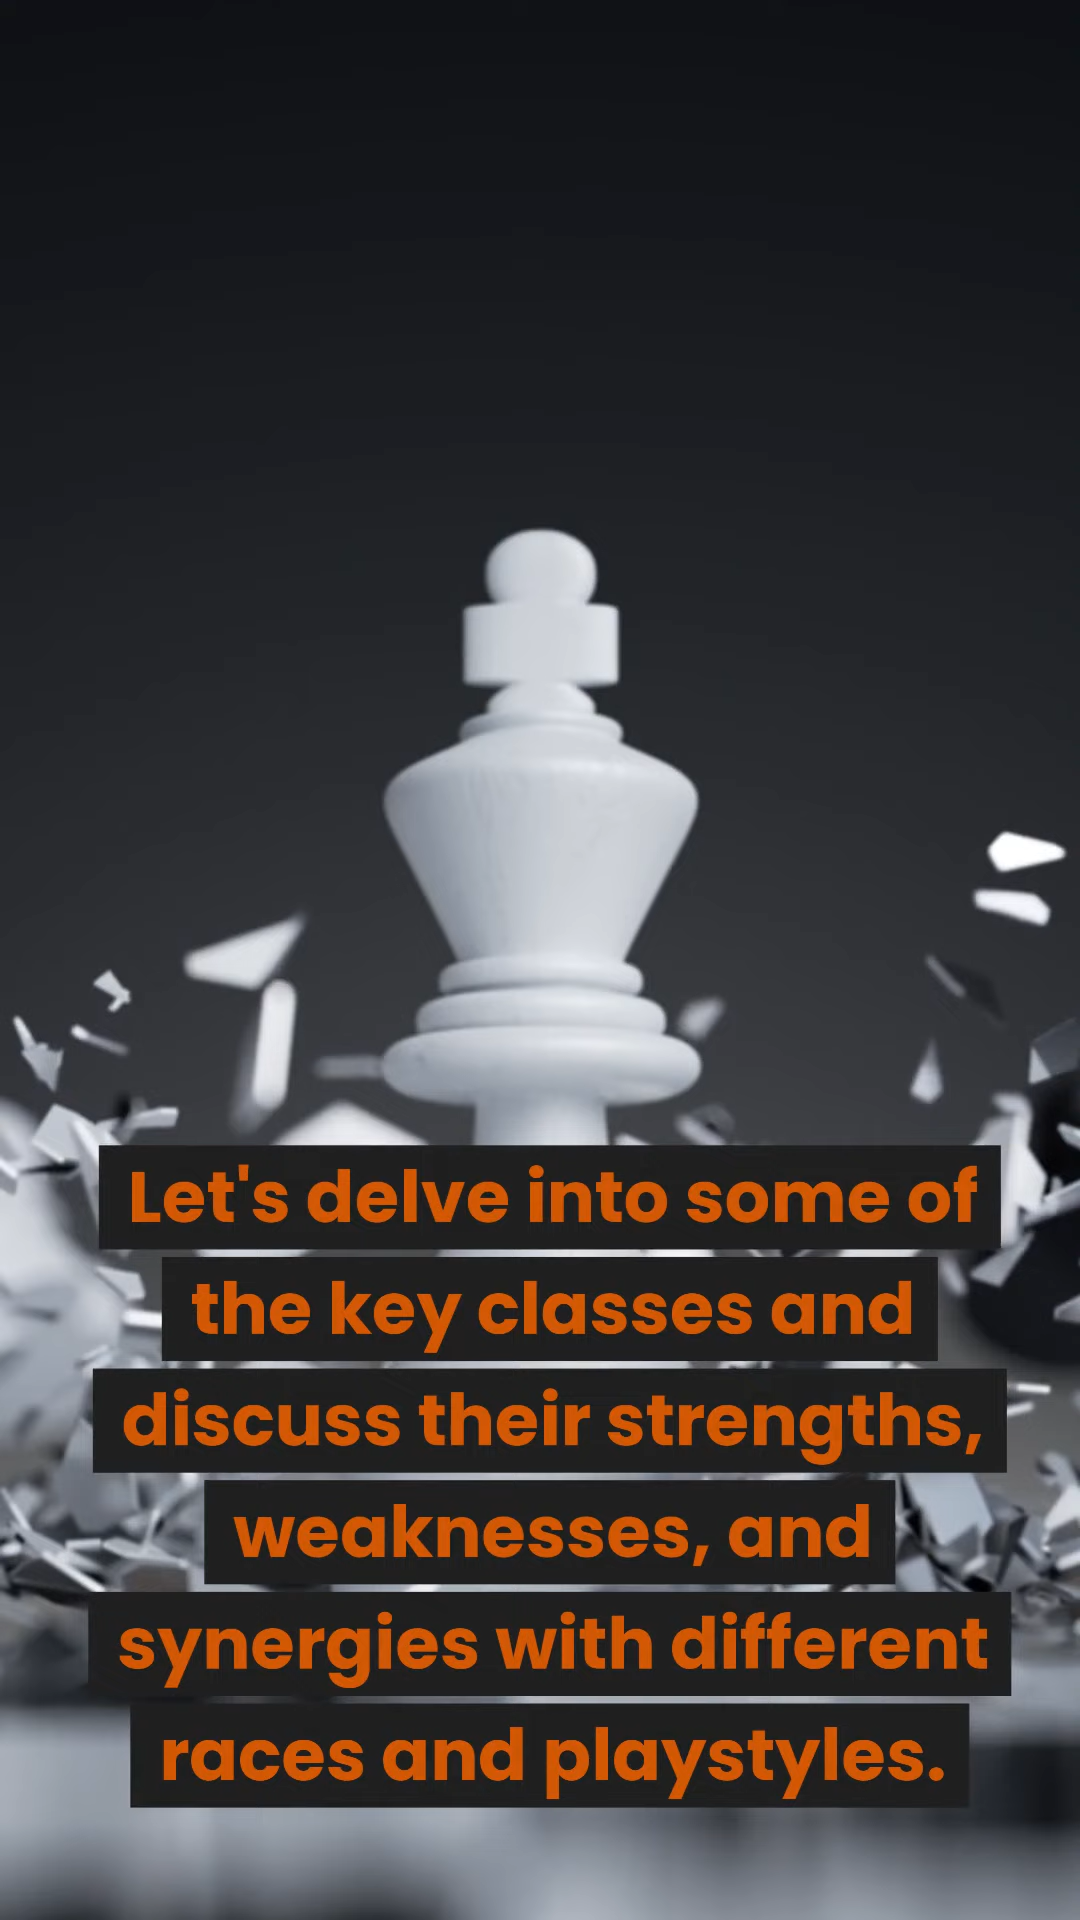 Let's delve into some of
the key classes and
discuss their strengths,
weaknesses, and
synergies with different
races and playstyles.